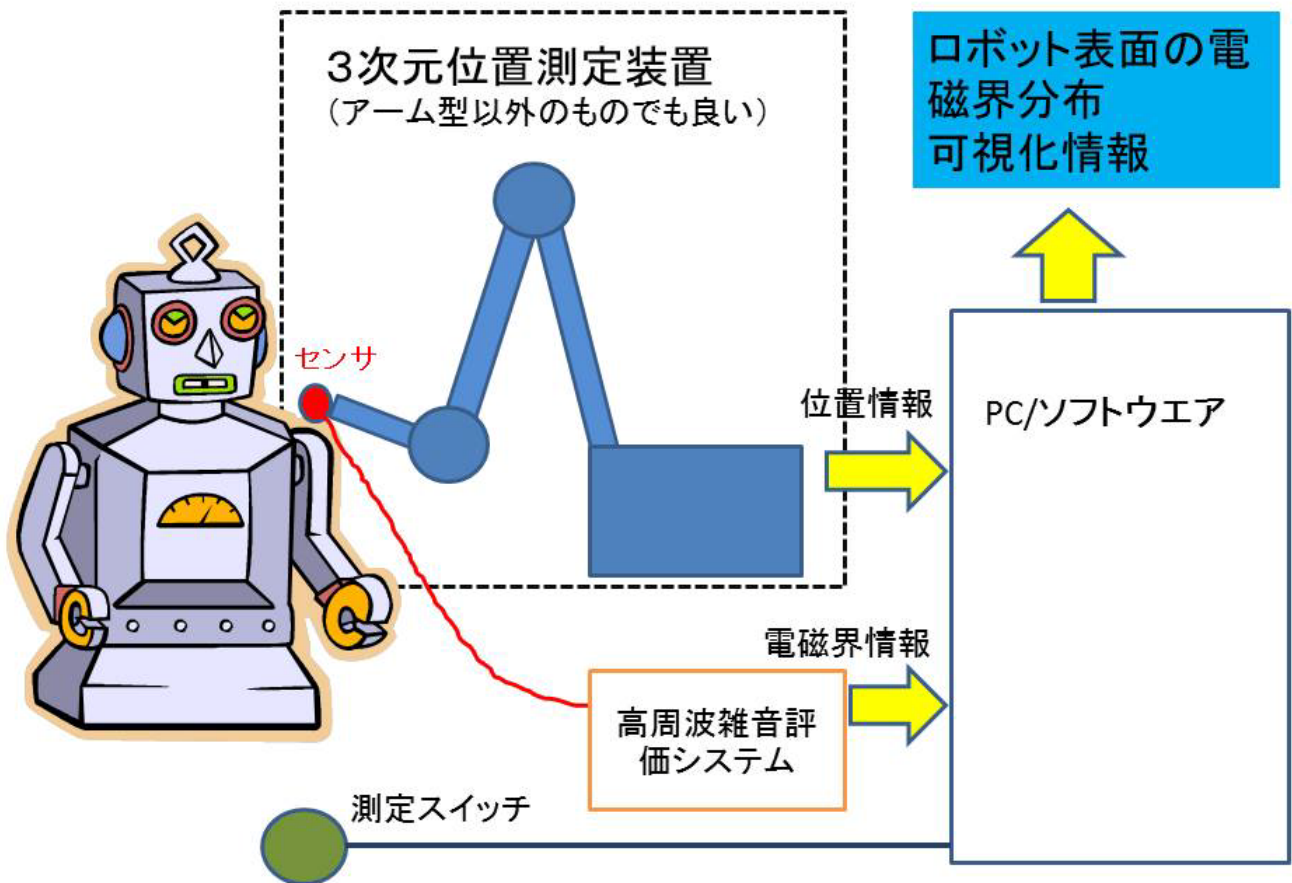 3次元位置測定装置
(アーム型以外のものでも良い)
ロボット表面の電
磁界分布
可視化情報
センサ
位置情報
PC/ソフトウエア
電磁界情報
高周波雑音評
価システム
測定スイッチ